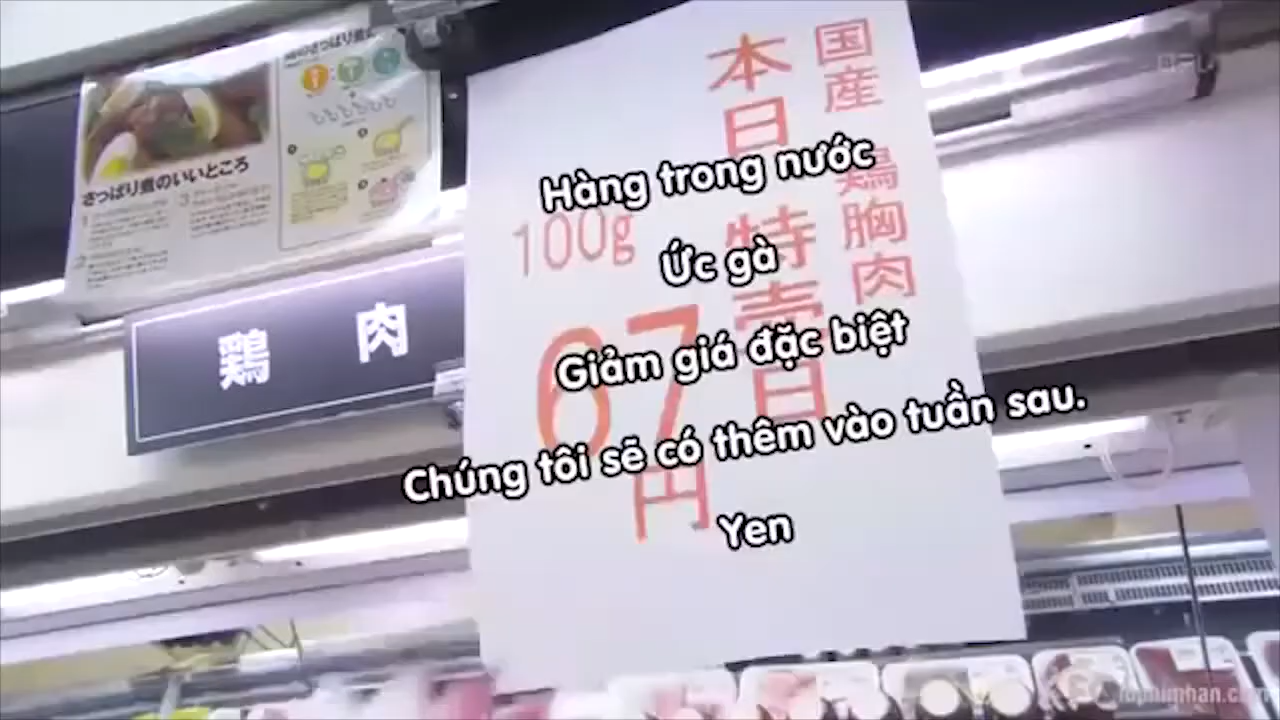 国産 鶏胸肉
本日 特売日
100g
67
円
Hàng trong nước
Ức gà
Giảm giá đặc biệt
Chúng tôi sẽ có thêm vào tuần sau.
Yen
さっぱり煮のいいところ
鶏 肉